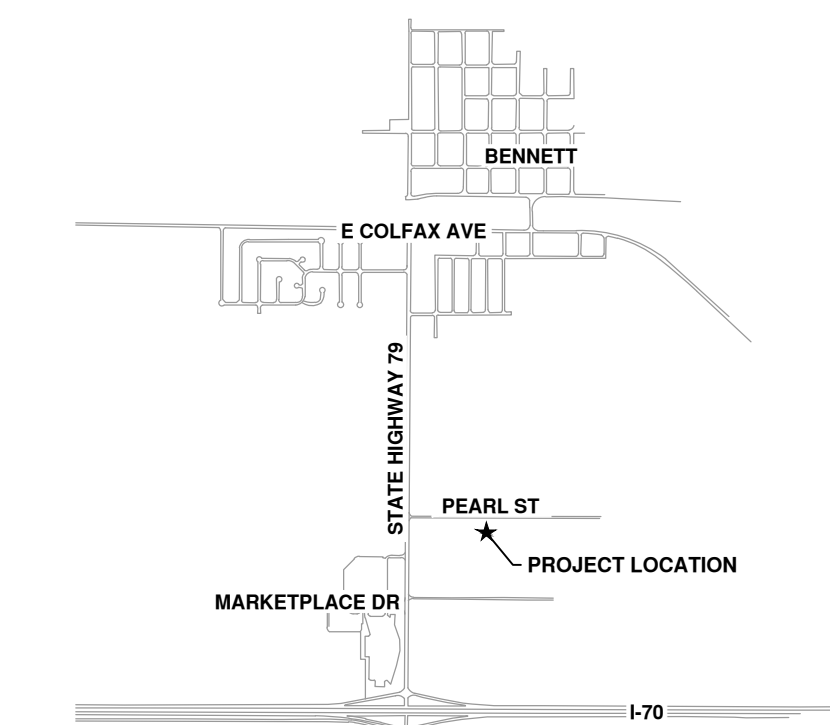 BENNETT
E COLFAX AVE
STATE HIGHWAY 79
PEARL ST
PROJECT LOCATION
MARKETPLACE DR
I-70